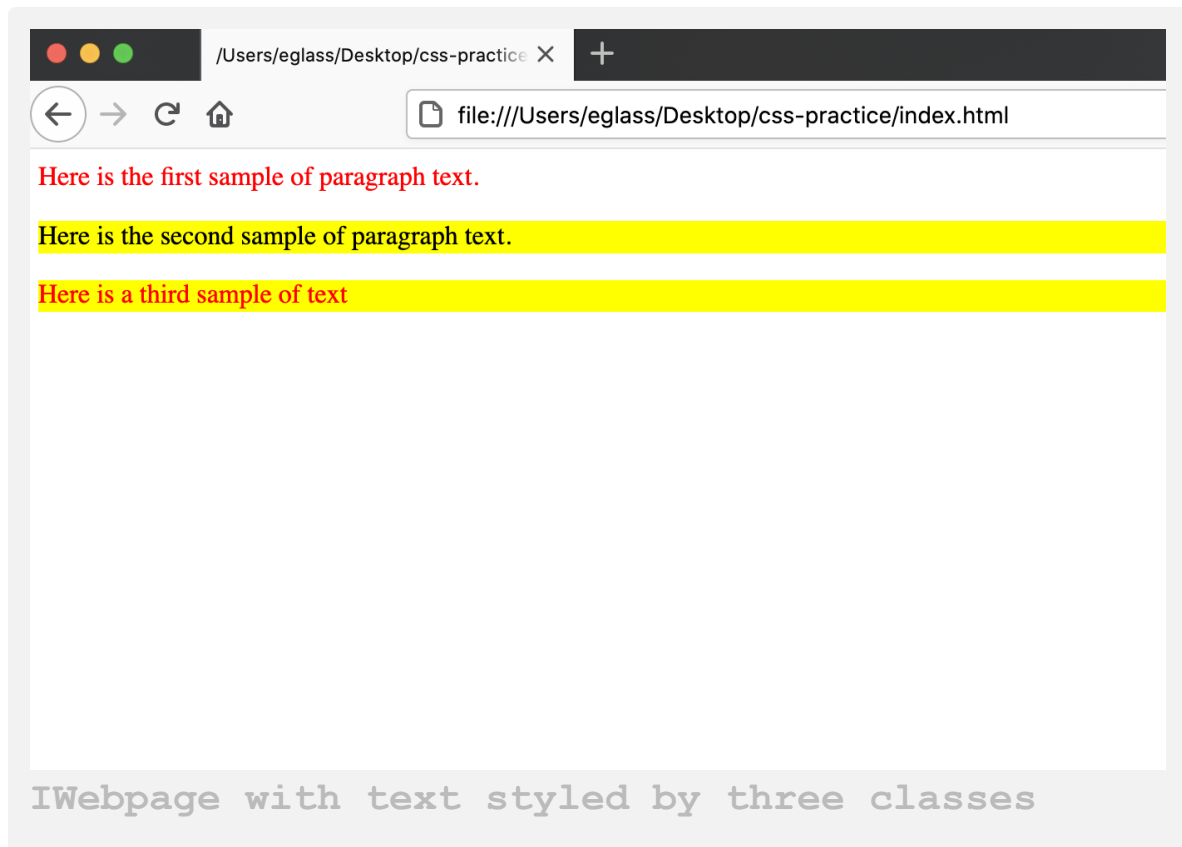 /Users/eglass/Desktop/css-practice
file:///Users/eglass/Desktop/css-practice/index.html
Here is the first sample of paragraph text.
Here is the second sample of paragraph text.
Here is a third sample of text
IWebpage with text styled by three classes